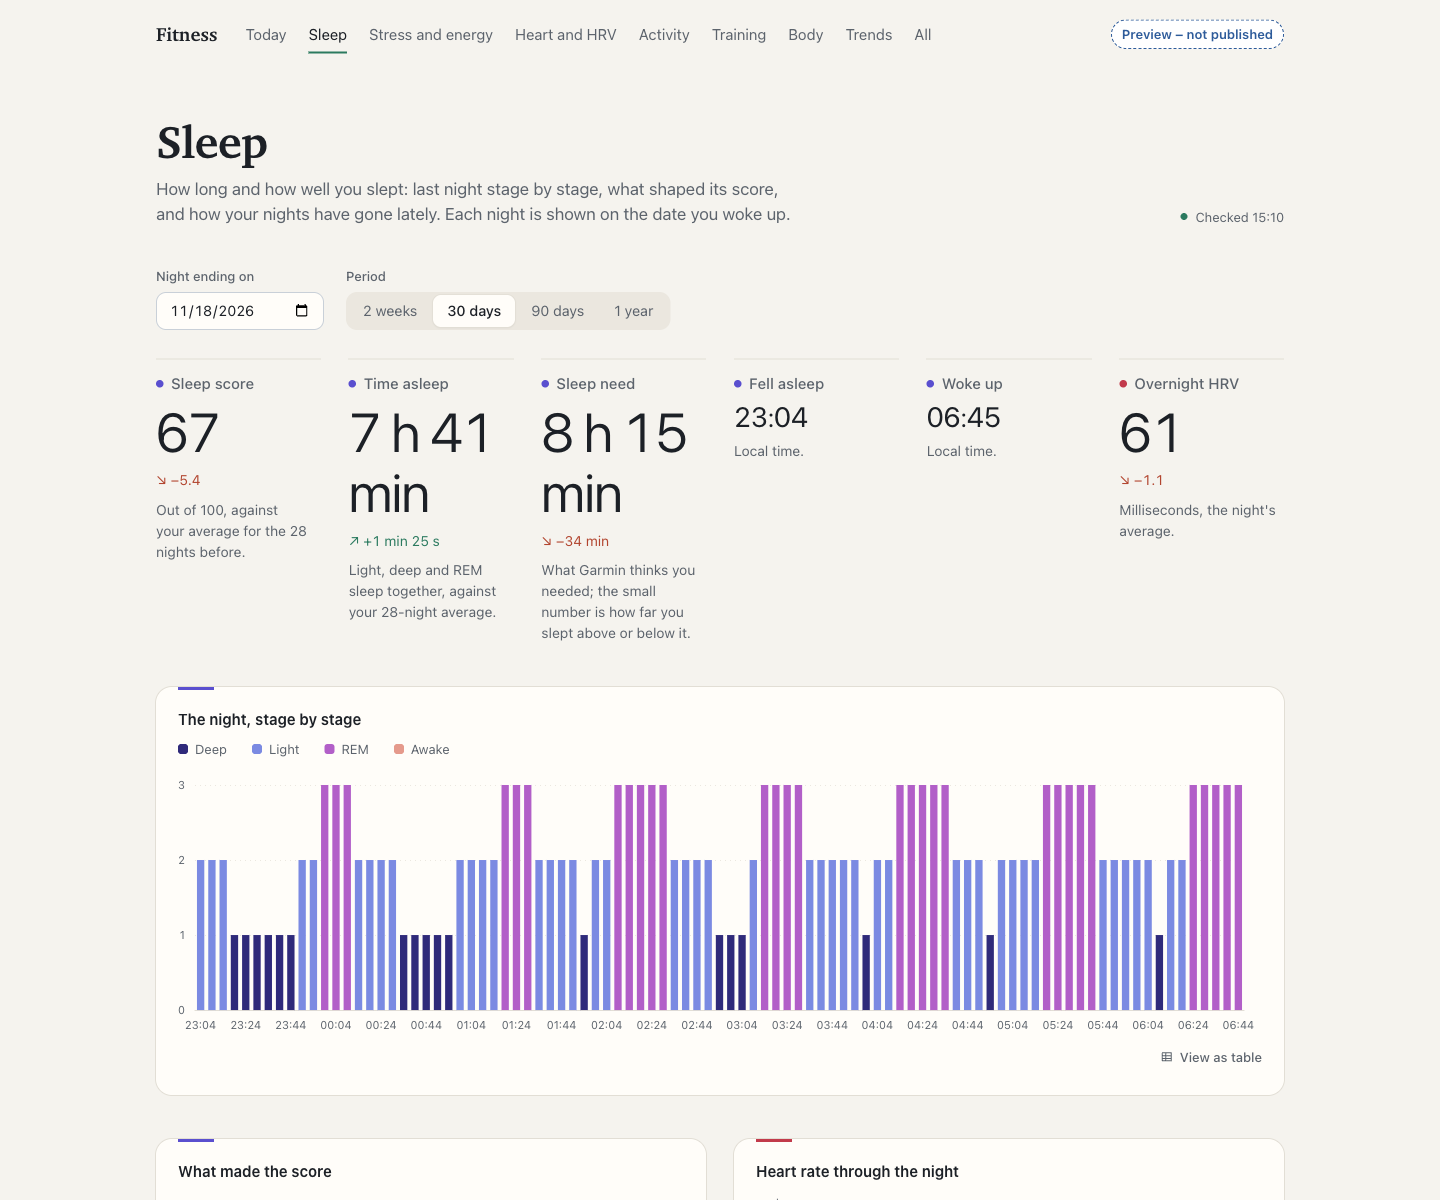 Fitness
Today
Sleep
Stress and energy
Heart and HRV
Activity
Training
Body
Trends
All
Preview – not published
Sleep
How long and how well you slept: last night stage by stage, what shaped its score,
and how your nights have gone lately. Each night is shown on the date you woke up.
Checked 15:10
Night ending on
11/18/2026
Period
2 weeks
30 days
90 days
1 year
Sleep score
67
↘ −5.4
Out of 100, against
your average for the 28
nights before.
Time asleep
7 h 41
min
↗ +1 min 25 s
Light, deep and REM
sleep together, against
your 28-night average.
Sleep need
8 h 15
min
↘ −34 min
What Garmin thinks you
needed; the small
number is how far you
slept above or below it.
Fell asleep
23:04
Local time.
Woke up
06:45
Local time.
Overnight HRV
61
↘ −1.1
Milliseconds, the night's
average.
The night, stage by stage
Deep
Light
REM
Awake
3
2
1
0
23:04 23:24 23:44 00:04 00:24 00:44 01:04 01:24 01:44 02:04 02:24 02:44 03:04 03:24 03:44 04:04 04:24 04:44 05:04 05:24 05:44 06:04 06:24 06:44
View as table
What made the score
Heart rate through the night